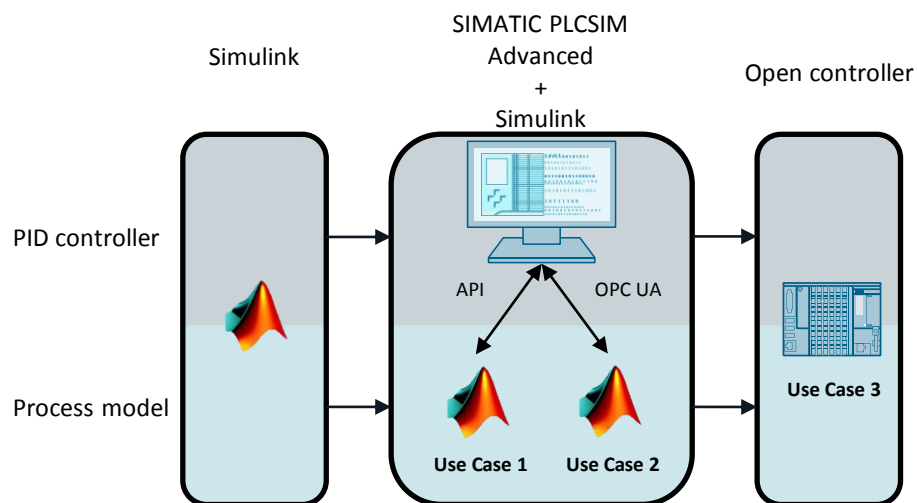 SIMATIC PLCSIM
Advanced
+
Simulink
Simulink
Open controller
PID controller
API
OPC UA
Process model
Use Case 1
Use Case 2
Use Case 3